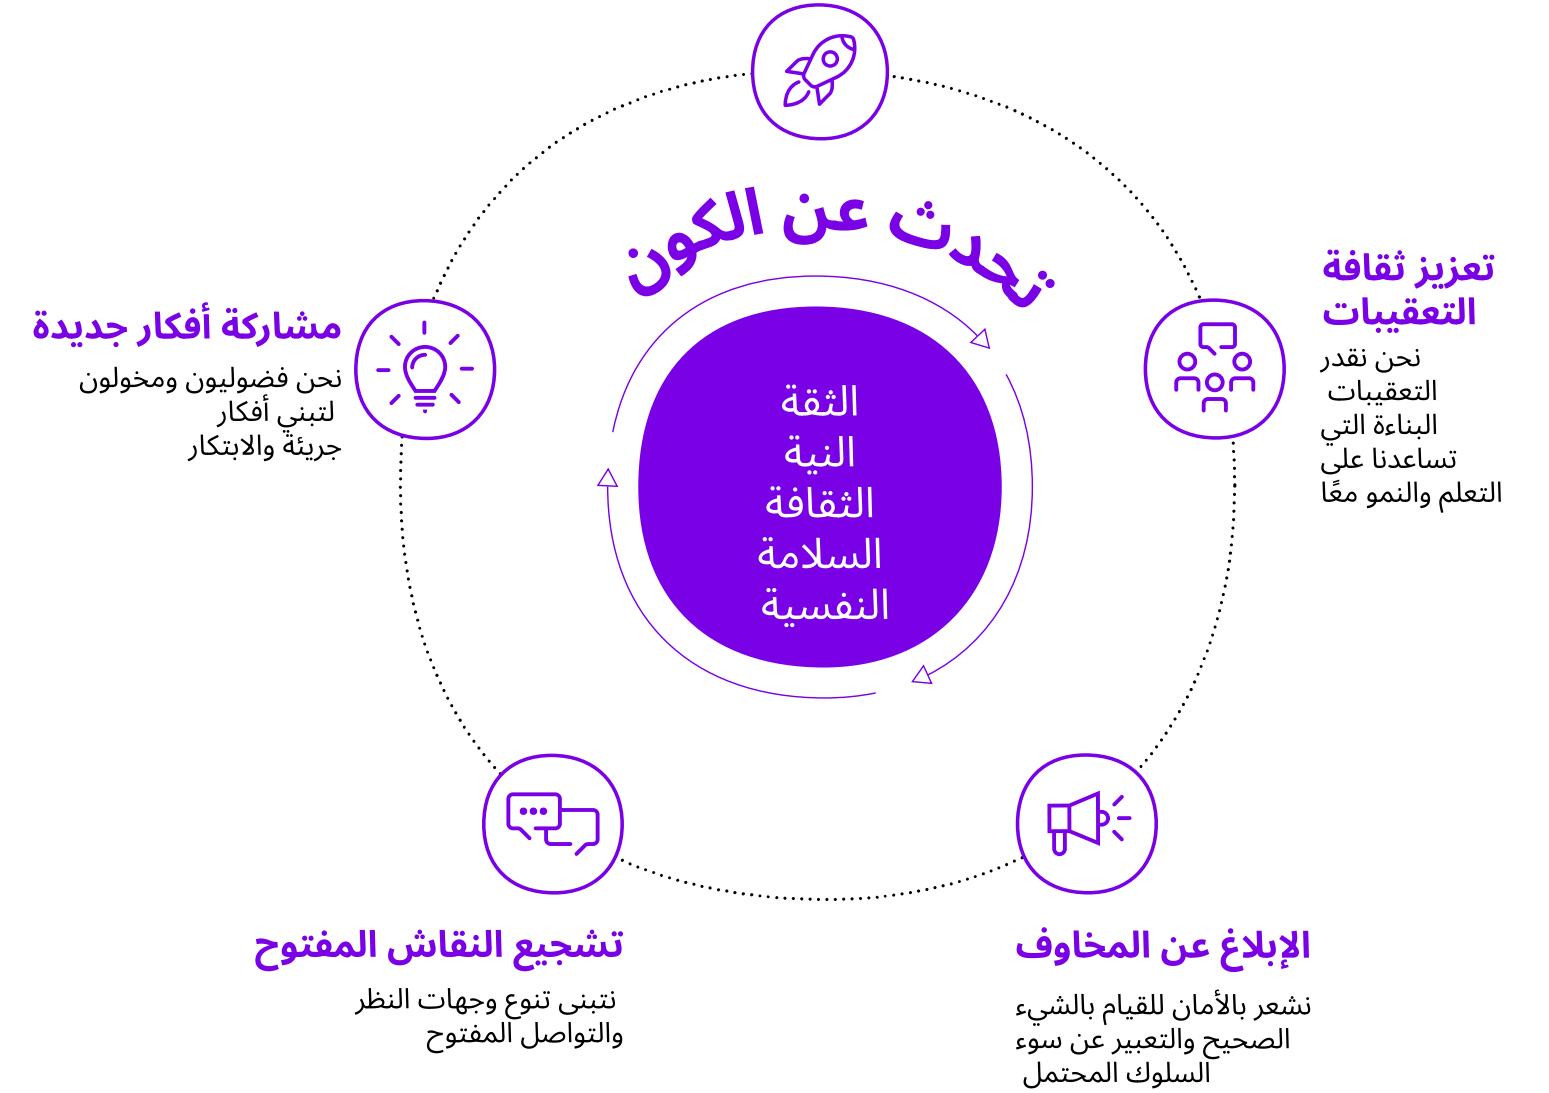 تحدث عن الكون
الثقة
النية
الثقافة
السلامة
النفسية
تعزيز ثقافة
التعقيبات
نحن نقدر
التعقيبات
البناءة التي
تساعدنا على
التعلم والنمو معًا
مشاركة أفكار جديدة
نحن فضوليون ومخولون
لتبني أفكار
جريئة والابتكار
الإبلاغ عن المخاوف
نشعر بالأمان للقيام بالشيء
الصحيح والتعبير عن سوء
السلوك المحتمل
تشجيع النقاش المفتوح
نتبنى تنوع وجهات النظر
والتواصل المفتوح